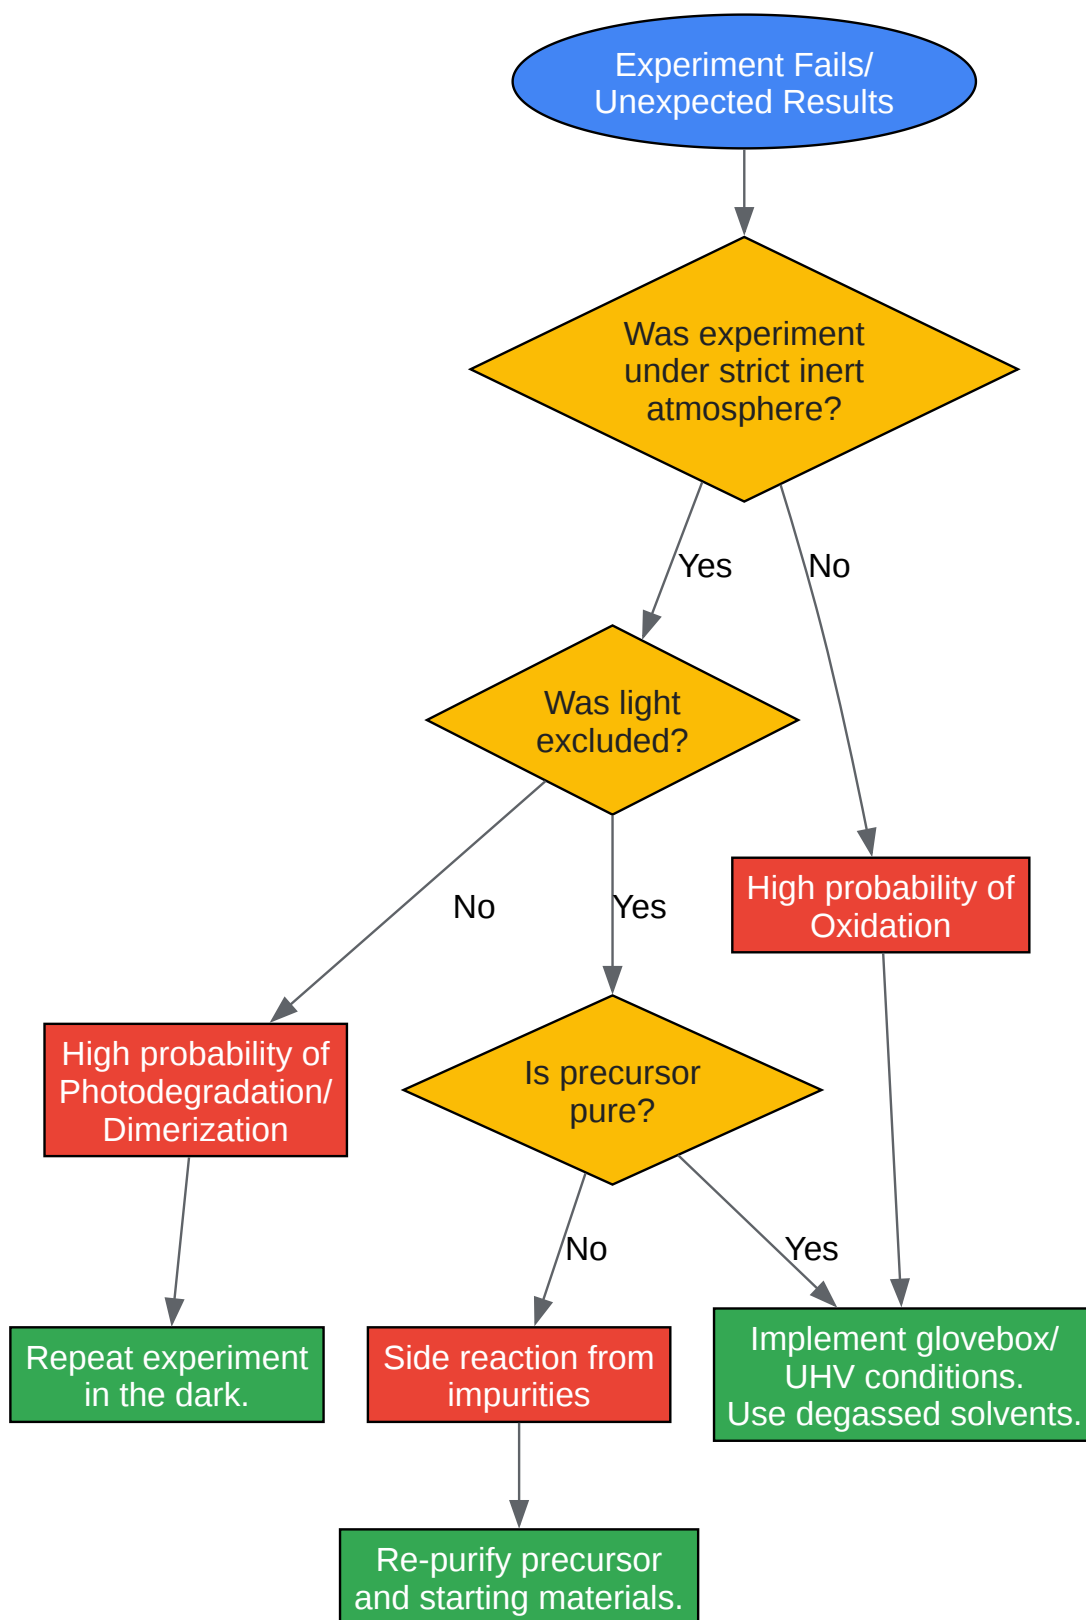 Experiment Fails/
Unexpected Results
Was experiment
under strict inert
atmosphere?
Yes
No
Was light
excluded?
No
Yes
High probability of
Oxidation
High probability of
Photodegradation/
Dimerization
Is precursor
pure?
No
Yes
Repeat experiment
in the dark.
Side reaction from
impurities
Implement glovebox/
UHV conditions.
Use degassed solvents.
Re-purify precursor
and starting materials.